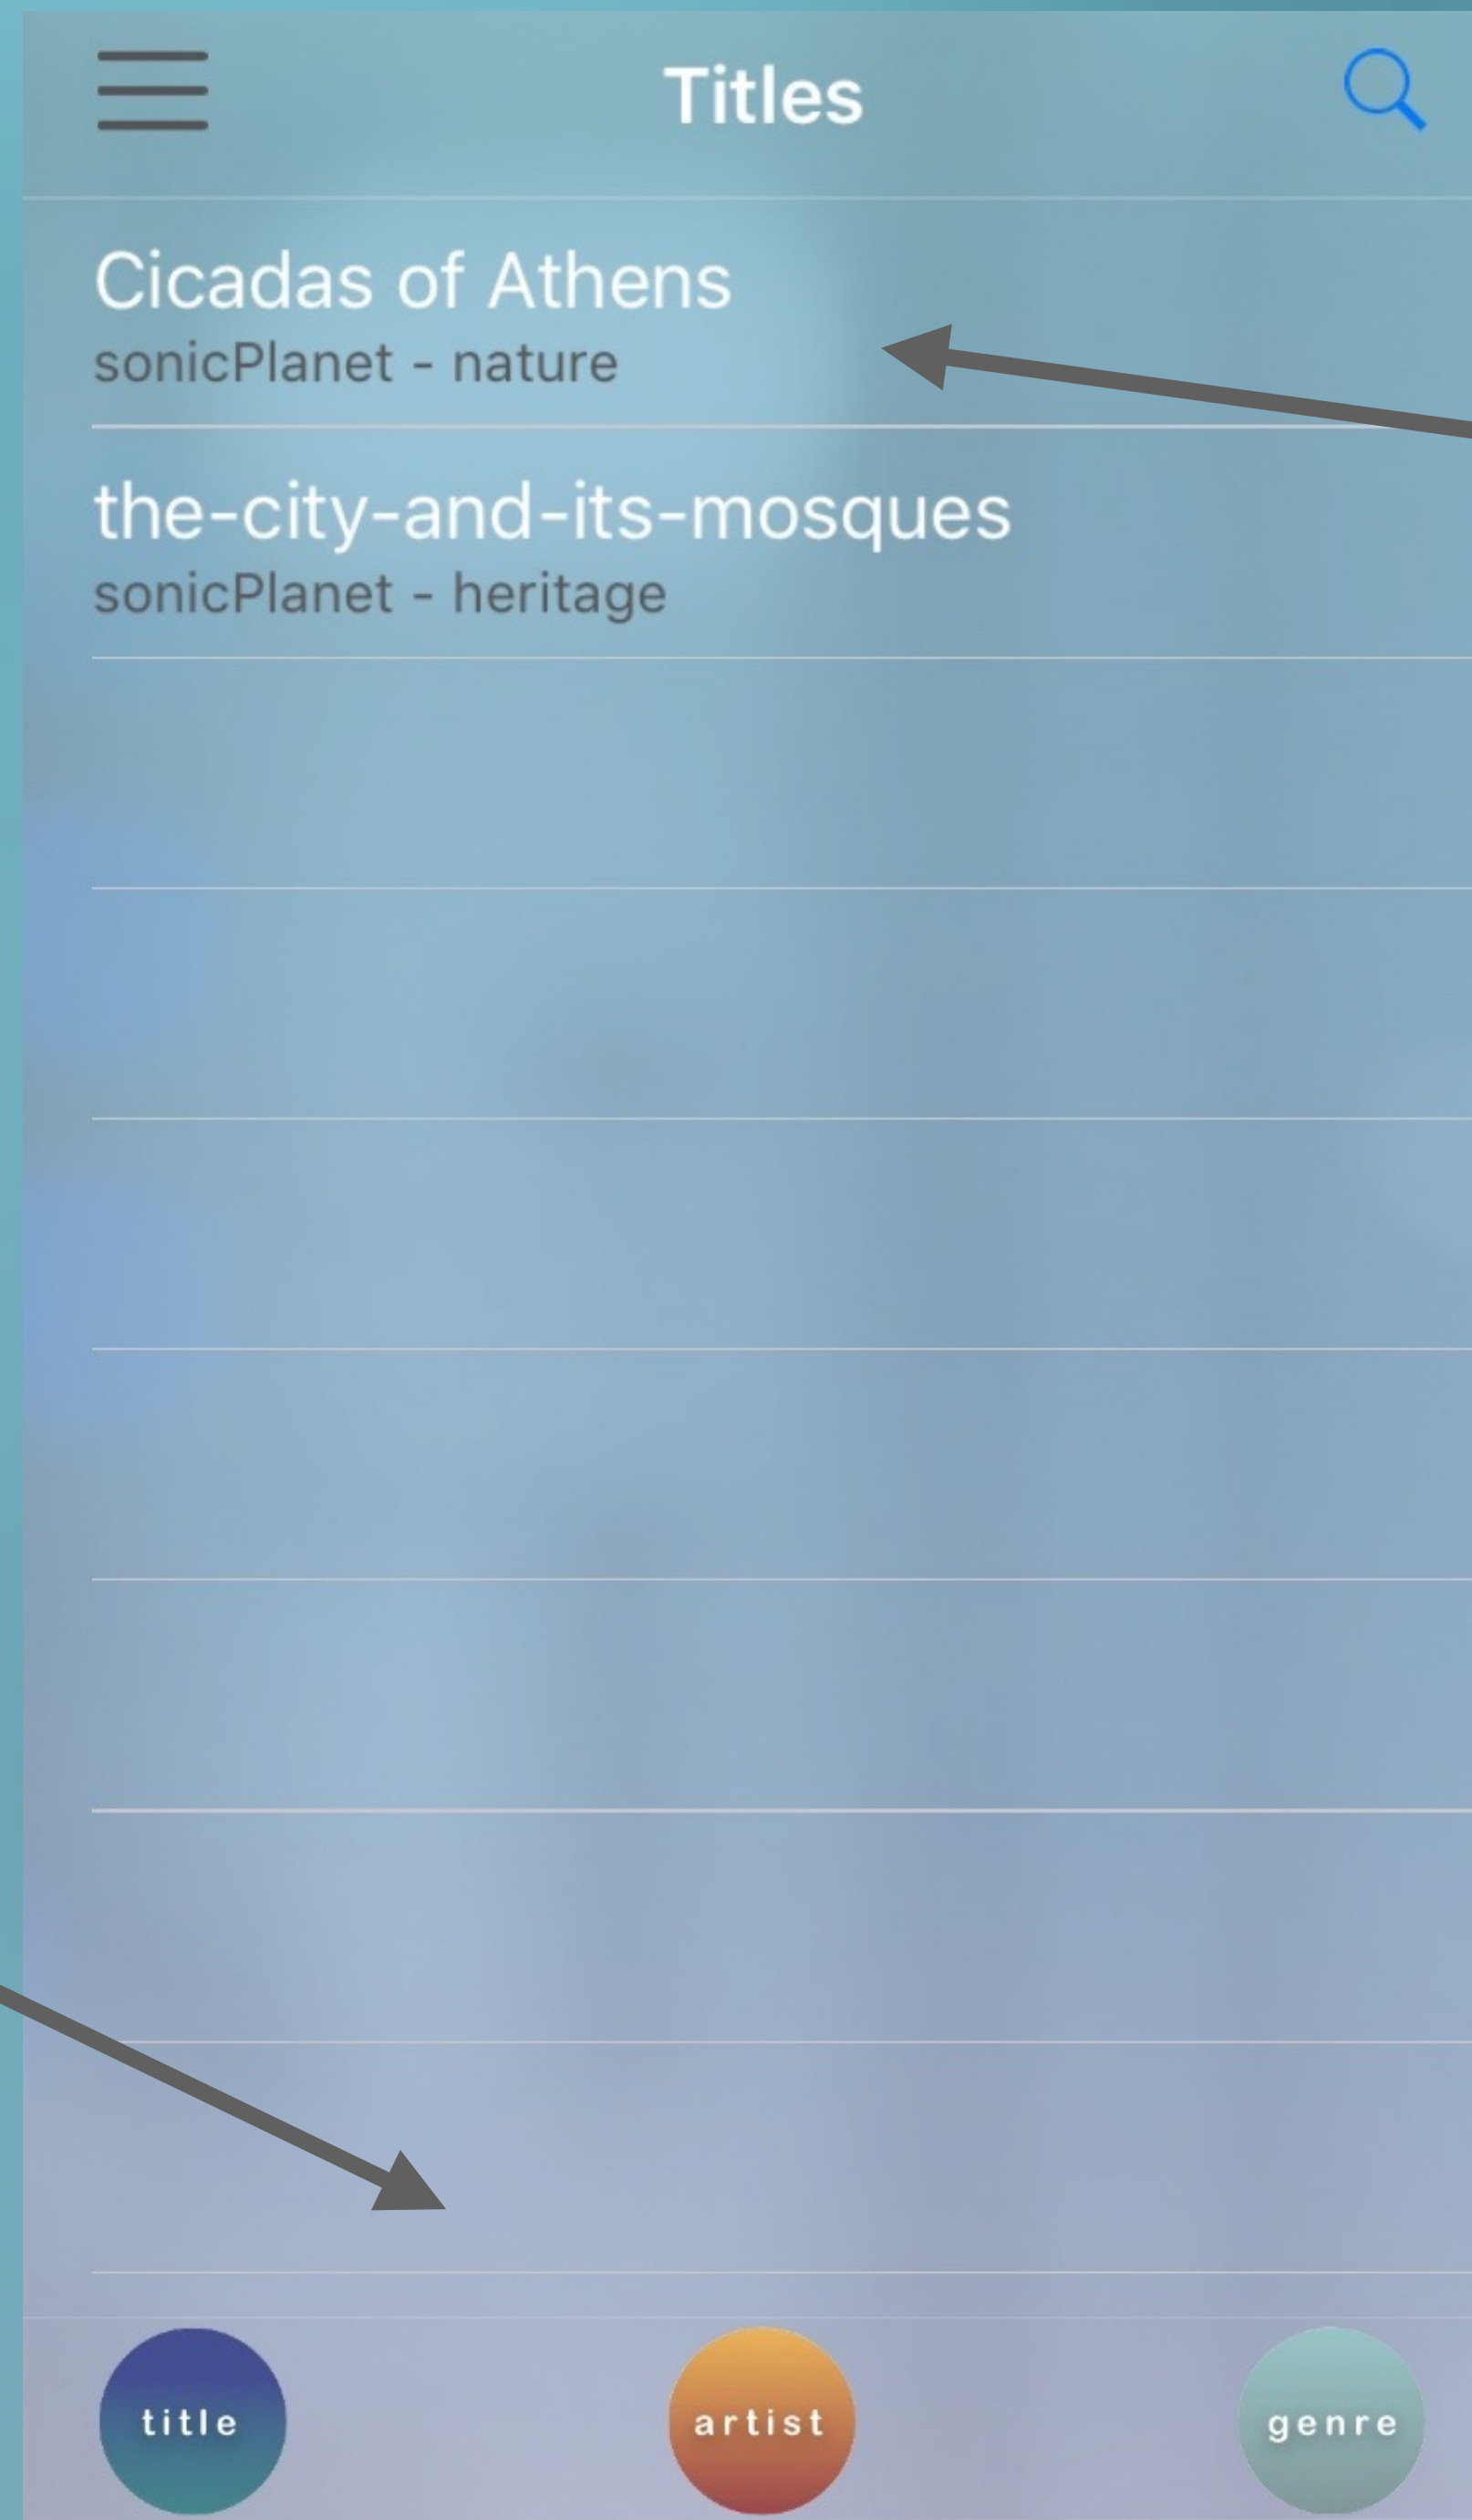 Titles
Cicadas of Athens
sonicPlanet - nature
the-city-and-its-mosques
sonicPlanet - heritage
title
artist
genre